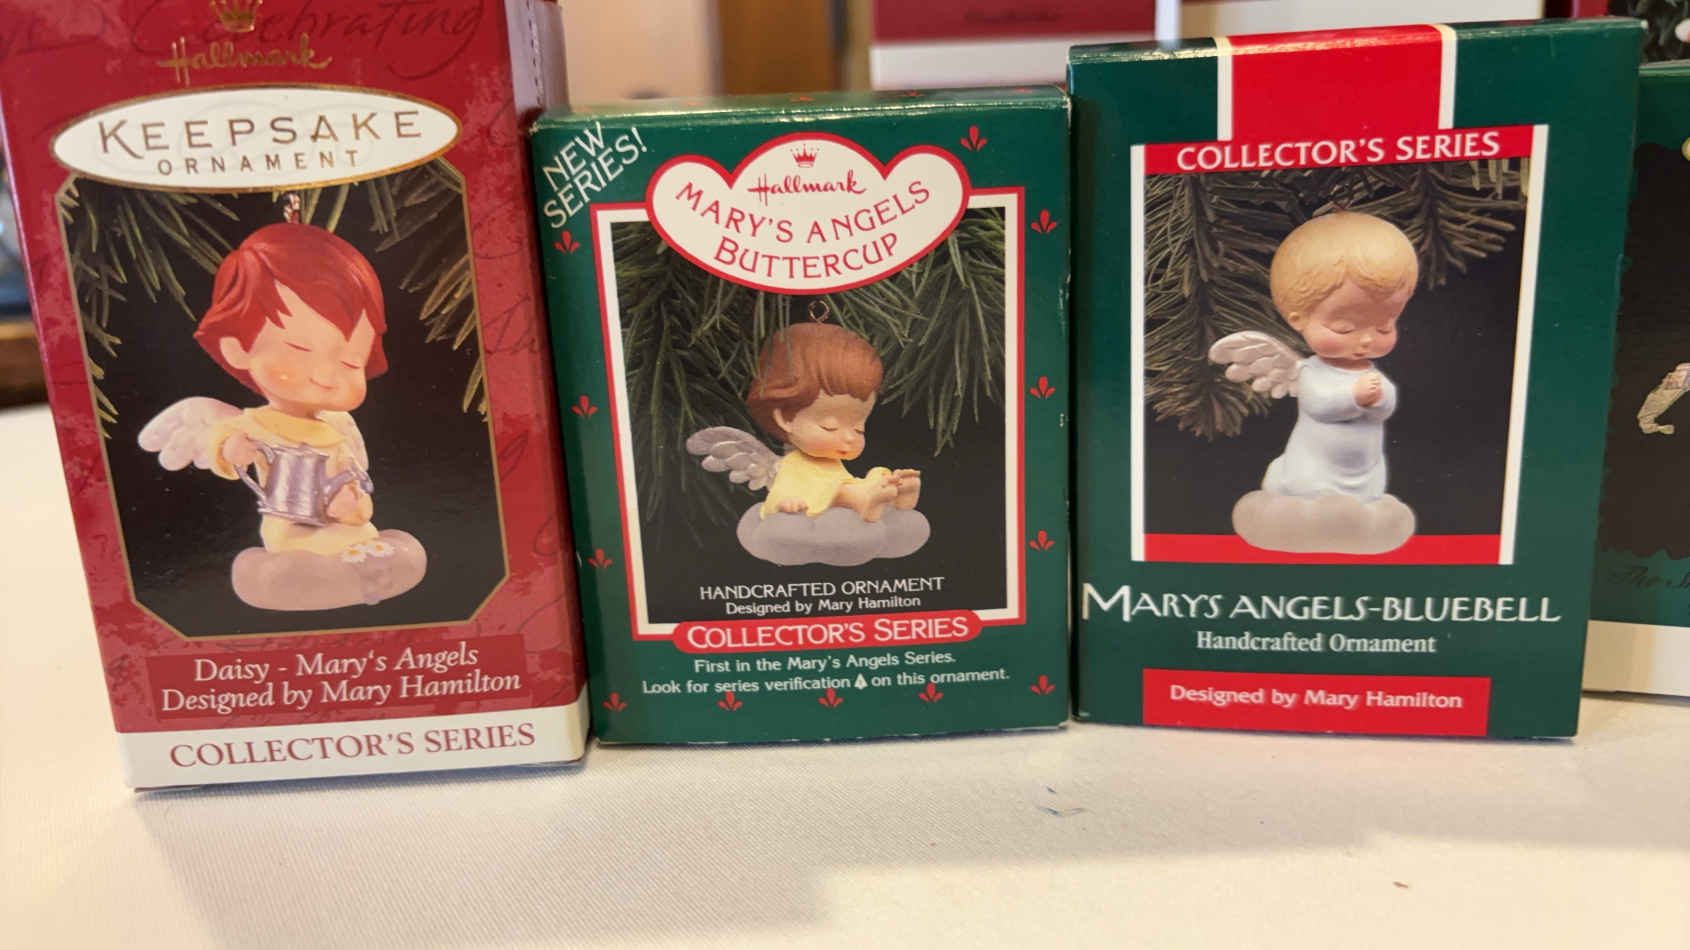 Celebrating
Hallmark
KEEPSAKE
ORNAMENT
Daisy - Mary's Angels
Designed by Mary Hamilton
COLLECTOR'S SERIES
NEW
SERIES!
Hallmark
MARY'S ANGELS
BUTTERCUP
HANDCRAFTED ORNAMENT
Designed by Mary Hamilton
COLLECTOR'S SERIES
First in the Mary's Angels Series.
Look for series verification on this ornament.
COLLECTOR'S SERIES
MARY'S ANGELS-BLUEBELL
Handcrafted Ornament
Designed by Mary Hamilton